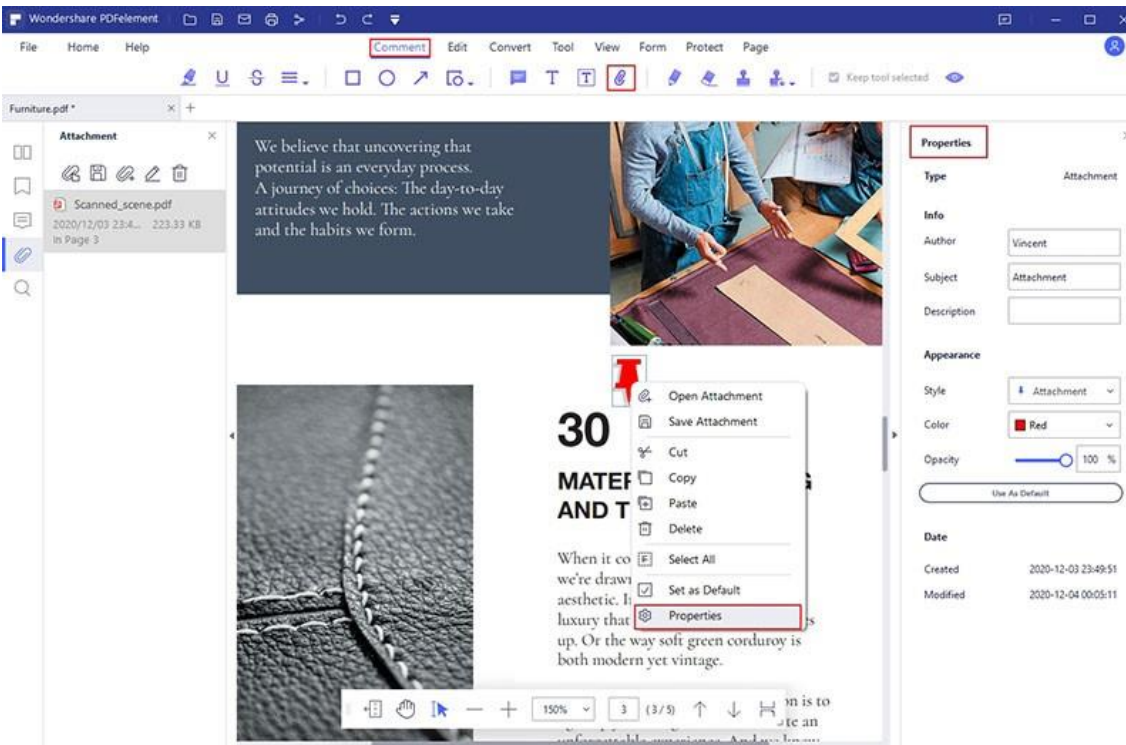 Wondershare PDFelement
File Home Help Comment Edit Convert Tool View Form Protect Page
Keep tool selected
Furniture.pdf * × +
Attachment
Scanned_scene.pdf
2020/12/03 23:4... 223.33 KB
In Page 3
We believe that uncovering that
potential is an everyday process.
A journey of choices: The day-to-day
attitudes we hold. The actions we take
and the habits we form.
30
MATER
AND T
When it co
we're drawn
aesthetic. I
luxury that
up. Or the way soft green corduroy is
both modern yet vintage.
on is to
te an
Open Attachment
Save Attachment
Cut
Copy
Paste
Delete
Select All
Set as Default
Properties
150% 3 (3/5)
Properties
Type Attachment
Info
Author Vincent
Subject Attachment
Description
Appearance
Style Attachment
Color Red
Opacity 100 %
Use As Default
Date
Created 2020-12-03 23:49:51
Modified 2020-12-04 00:05:11